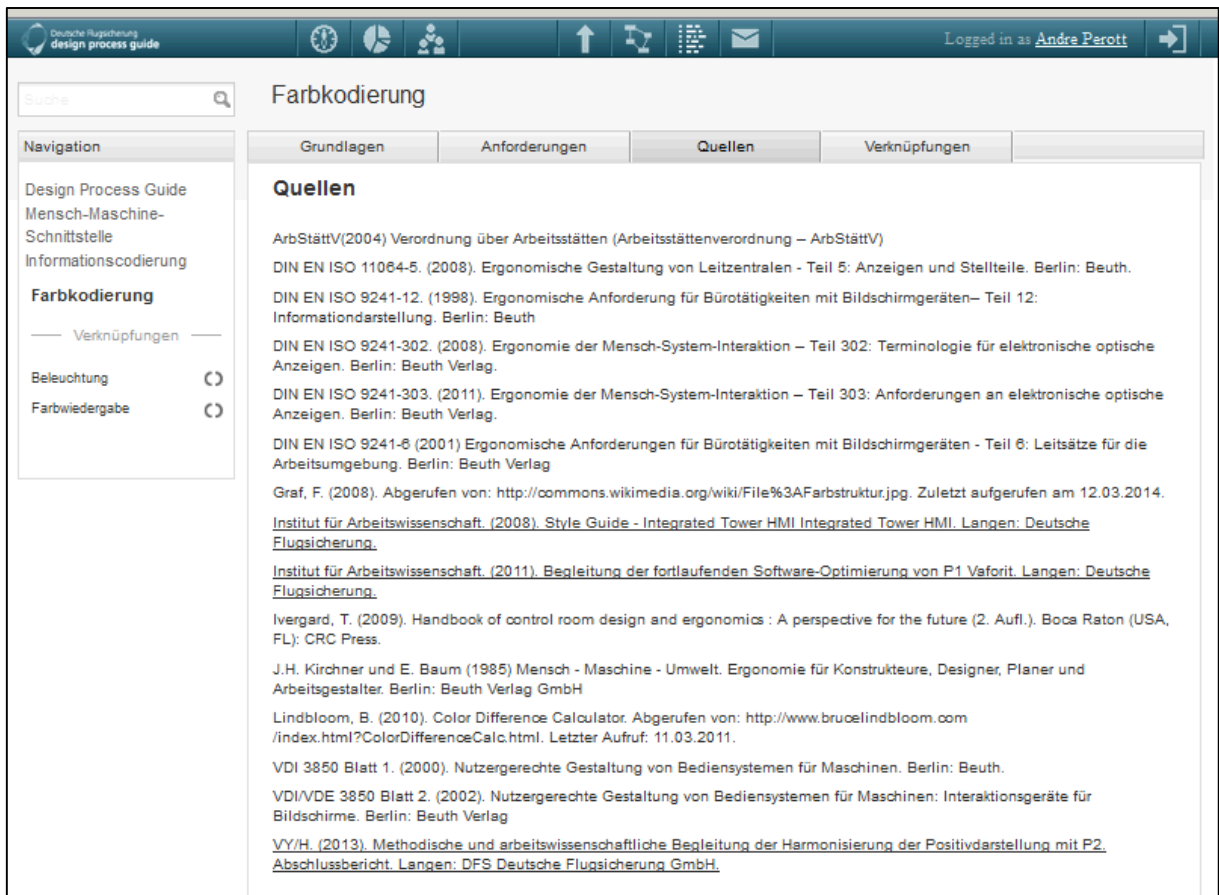 Deutsche Flugsicherung
design process guide
Logged in as Andre Perott
Suche
Farbkodierung
Navigation
Grundlagen
Anforderungen
Quellen
Verknüpfungen
Design Process Guide
Mensch-Maschine-
Schnittstelle
Informationscodierung
Farbkodierung
Verknüpfungen
Beleuchtung
Farbwiedergabe
Quellen
ArbStättV(2004) Verordnung über Arbeitsstätten (Arbeitsstättenverordnung – ArbStättV)
DIN EN ISO 11064-5. (2008). Ergonomische Gestaltung von Leitzentralen - Teil 5: Anzeigen und Stellteile. Berlin: Beuth.
DIN EN ISO 9241-12. (1998). Ergonomische Anforderung für Bürotätigkeiten mit Bildschirmgeräten– Teil 12:
Informationdarstellung. Berlin: Beuth
DIN EN ISO 9241-302. (2008). Ergonomie der Mensch-System-Interaktion – Teil 302: Terminologie für elektronische optische
Anzeigen. Berlin: Beuth Verlag.
DIN EN ISO 9241-303. (2011). Ergonomie der Mensch-System-Interaktion – Teil 303: Anforderungen an elektronische optische
Anzeigen. Berlin: Beuth Verlag.
DIN EN ISO 9241-6 (2001) Ergonomische Anforderungen für Bürotätigkeiten mit Bildschirmgeräten - Teil 6: Leitsätze für die
Arbeitsumgebung. Berlin: Beuth Verlag
Graf, F. (2008). Abgerufen von: http://commons.wikimedia.org/wiki/File%3AFarbstruktur.jpg. Zuletzt aufgerufen am 12.03.2014.
Institut für Arbeitswissenschaft. (2008). Style Guide - Integrated Tower HMI Integrated Tower HMI. Langen: Deutsche
Flugsicherung.
Institut für Arbeitswissenschaft. (2011). Begleitung der fortlaufenden Software-Optimierung von P1 Vaforit. Langen: Deutsche
Flugsicherung.
Ivergard, T. (2009). Handbook of control room design and ergonomics : A perspective for the future (2. Aufl.). Boca Raton (USA,
FL): CRC Press.
J.H. Kirchner und E. Baum (1985) Mensch - Maschine - Umwelt. Ergonomie für Konstrukteure, Designer, Planer und
Arbeitsgestalter. Berlin: Beuth Verlag GmbH
Lindbloom, B. (2010). Color Difference Calculator. Abgerufen von: http://www.brucelindbloom.com
/index.html?ColorDifferenceCalc.html. Letzter Aufruf: 11.03.2011.
VDI 3850 Blatt 1. (2000). Nutzergerechte Gestaltung von Bediensystemen für Maschinen. Berlin: Beuth.
VDI/VDE 3850 Blatt 2. (2002). Nutzergerechte Gestaltung von Bediensystemen für Maschinen: Interaktionsgeräte für
Bildschirme. Berlin: Beuth Verlag
VY/H. (2013). Methodische und arbeitswissenschaftliche Begleitung der Harmonisierung der Positivdarstellung mit P2.
Abschlussbericht. Langen: DFS Deutsche Flugsicherung GmbH.